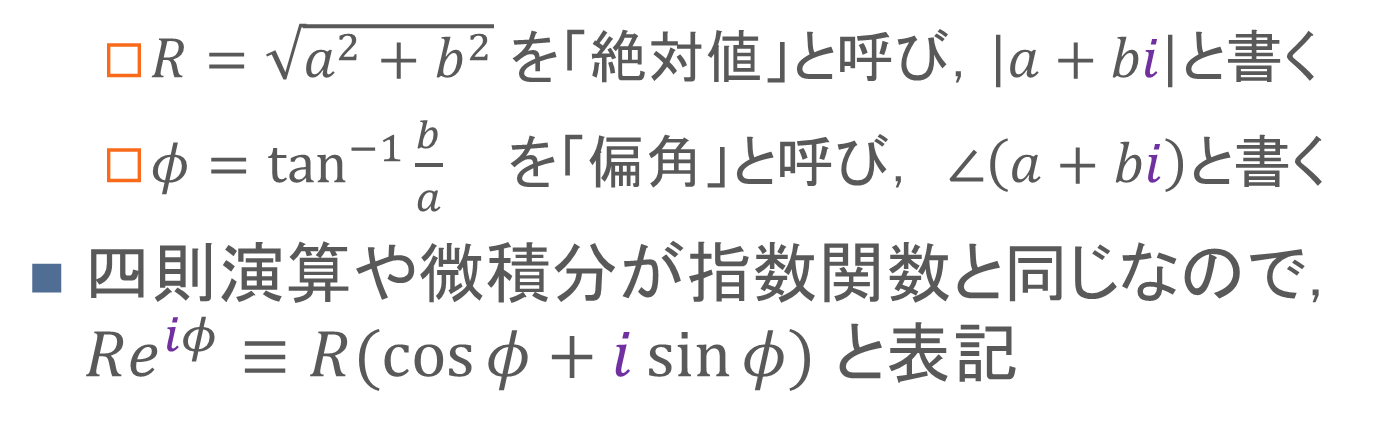 □R = √(a² + b²) を「絶対値」と呼び, |a + bi|と書く
□ϕ = tan⁻¹ b/a を「偏角」と呼び, ∠(a + bi)と書く
■ 四則演算や微積分が指数関数と同じなので,
Re^{iϕ} ≡ R(cos ϕ + i sin ϕ) と表記